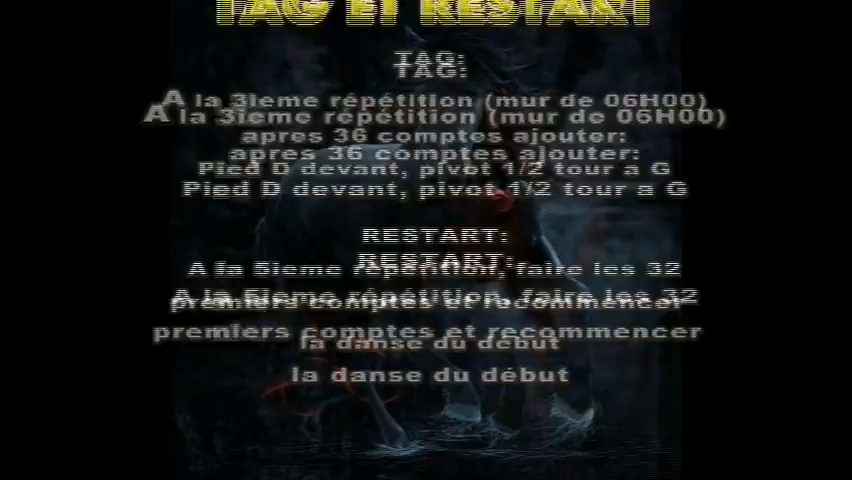 TAG ET RESTART
TAG:
A la 3ieme répétition (mur de 06H00)
apres 36 comptes ajouter:
Pied D devant, pivot 1/2 tour a G
RESTART:
A la 5ieme répétition, faire les 32
premiers comptes et recommencer
la danse du début